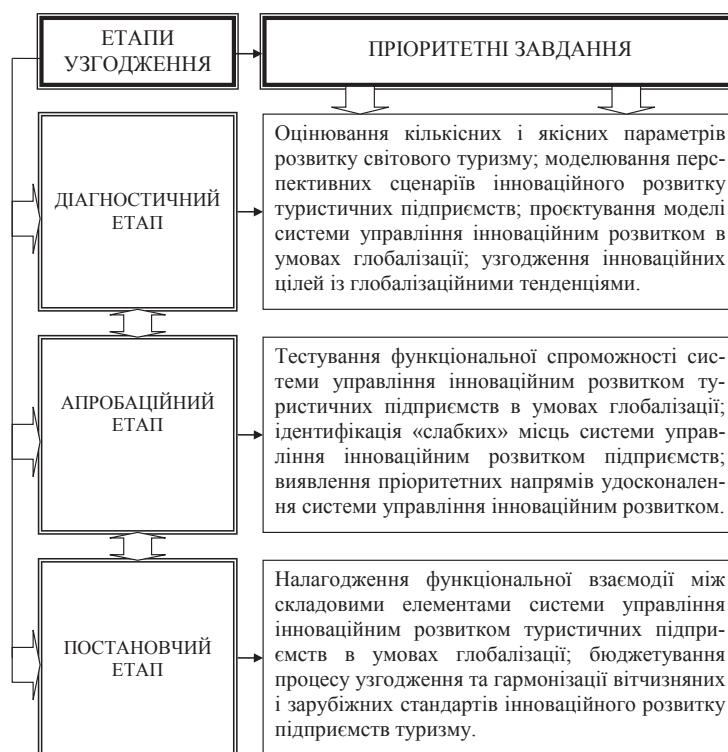 ЕТАПИ
УЗГОДЖЕННЯ
ПРІОРИТЕТНІ ЗАВДАННЯ
ДІАГНОСТИЧНИЙ
ЕТАП
Оцінювання кількісних і якісних параметрів
розвитку світового туризму; моделювання перс-
пективних сценаріїв інноваційного розвитку
туристичних підприємств; проєктування моделі
системи управління інноваційним розвитком в
умовах глобалізації; узгодження інноваційних
цілей із глобалізаційними тенденціями.
АПРОБАЦІЙНИЙ
ЕТАП
Тестування функціональної спроможності сис-
теми управління інноваційним розвитком ту-
ристичних підприємств в умовах глобалізації;
ідентифікація «слабких» місць системи управ-
ління інноваційним розвитком підприємств;
виявлення пріоритетних напрямів удосконален-
ня системи управління інноваційним розвитком.
ПОСТАНОВЧИЙ
ЕТАП
Налагодження функціональної взаємодії між
складовими елементами системи управління
інноваційним розвитком туристичних підпри-
ємств в умовах глобалізації; бюджетування
процесу узгодження та гармонізації вітчизняних
і зарубіжних стандартів інноваційного розвитку
підприємств туризму.